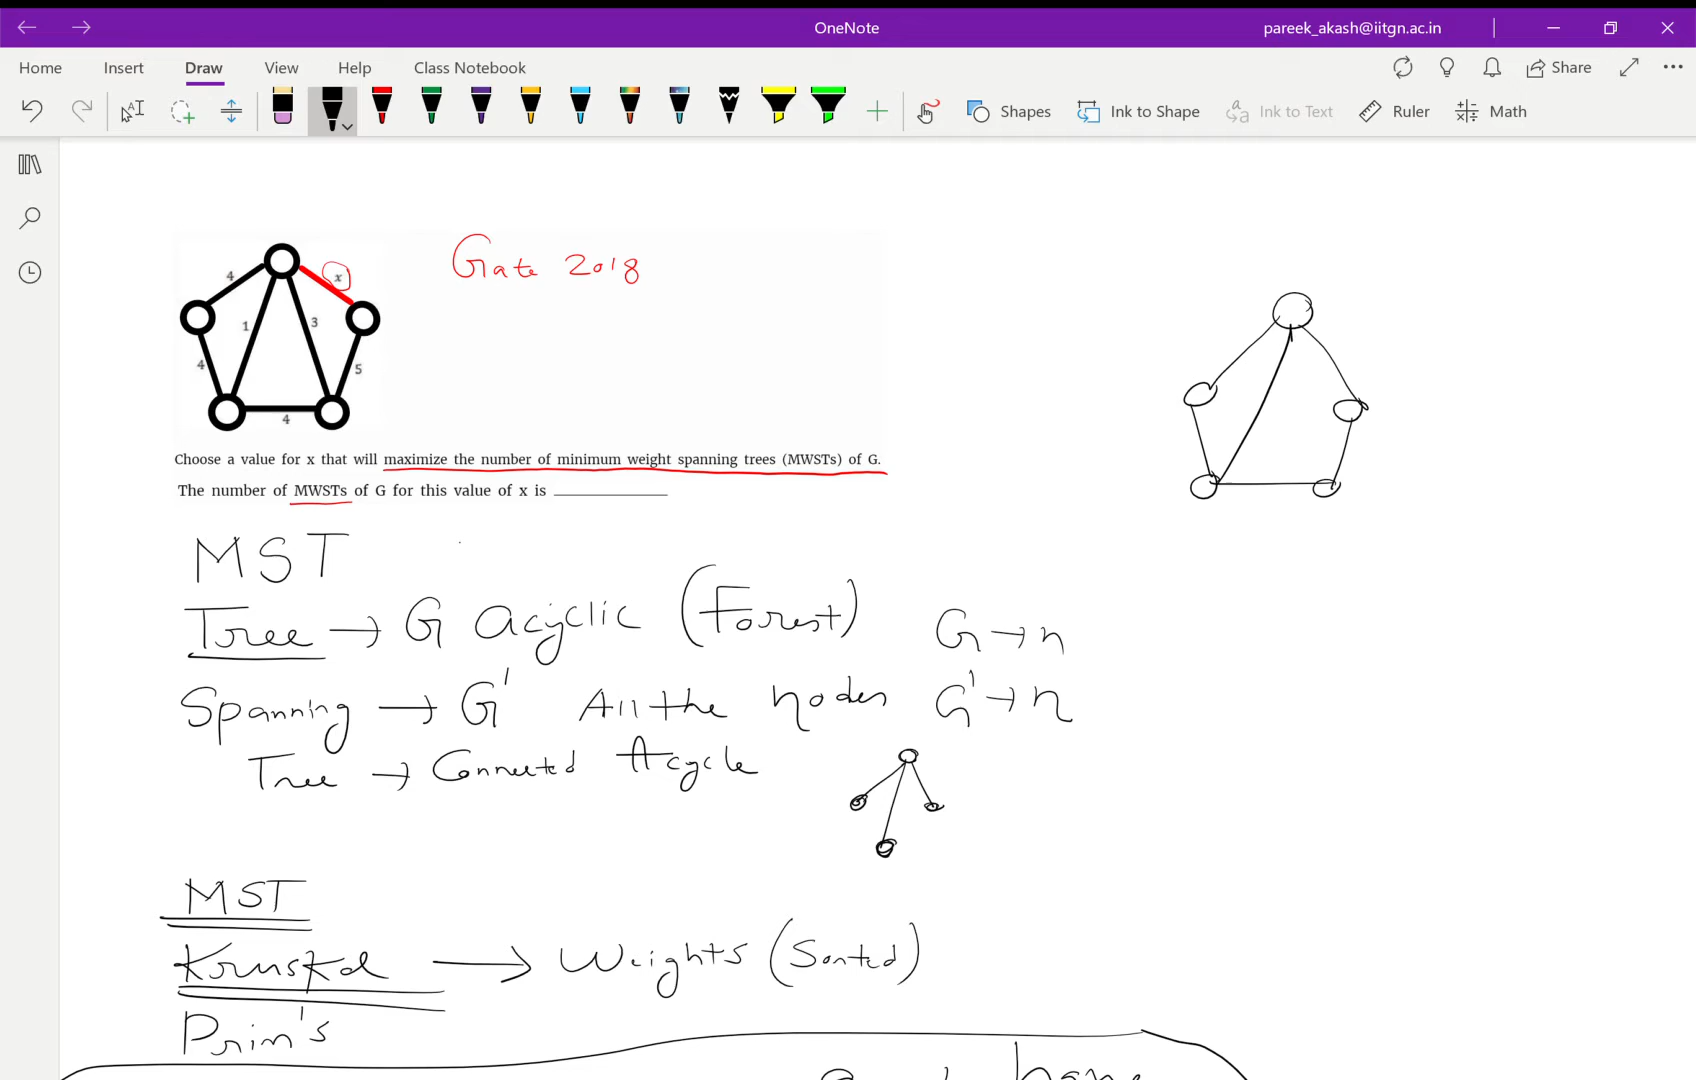 OneNote
pareek_akash@iitgn.ac.in
Home Insert Draw View Help Class Notebook Share
Shapes Ink to Shape Ink to Text Ruler Math
Gate 2018
4 x
1 3
4 5
4
Choose a value for x that will maximize the number of minimum weight spanning trees (MWSTs) of G.
The number of MWSTs of G for this value of x is
MST
Tree → G Acyclic (Forest) G → n
Spanning → G' All the nodes G' → n
Tree → Connected Acycle
MST
Kruskal → Weights (Sorted)
Prim's